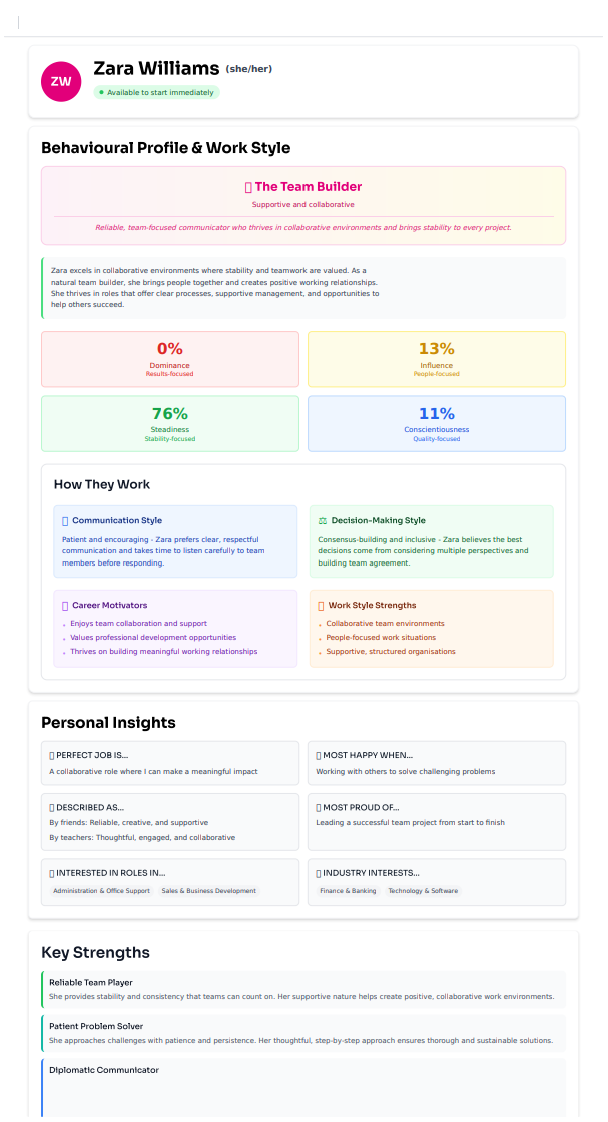 ZW
Zara Williams (she/her)
Available to start immediately
Behavioural Profile & Work Style
The Team Builder
Supportive and collaborative
Reliable, team-focused communicator who thrives in collaborative environments and brings stability to every project.
Zara excels in collaborative environments where stability and teamwork are valued. As a
natural team builder, she brings people together and creates positive working relationships.
She thrives in roles that offer clear processes, supportive management, and opportunities to
help others succeed.
0%
Dominance
Results-focused
13%
Influence
People-focused
76%
Steadiness
Stability-focused
11%
Conscientiousness
Quality-focused
How They Work
Communication Style
Patient and encouraging - Zara prefers clear, respectful
communication and takes time to listen carefully to team
members before responding.
Decision-Making Style
Consensus-building and inclusive - Zara believes the best
decisions come from considering multiple perspectives and
building team agreement.
Career Motivators
Enjoys team collaboration and support
Values professional development opportunities
Thrives on building meaningful working relationships
Work Style Strengths
Collaborative team environments
People-focused work situations
Supportive, structured organisations
Personal Insights
PERFECT JOB IS...
A collaborative role where I can make a meaningful impact
MOST HAPPY WHEN...
Working with others to solve challenging problems
DESCRIBED AS...
By friends: Reliable, creative, and supportive
By teachers: Thoughtful, engaged, and collaborative
MOST PROUD OF...
Leading a successful team project from start to finish
INTERESTED IN ROLES IN...
Administration & Office Support Sales & Business Development
INDUSTRY INTERESTS...
Finance & Banking Technology & Software
Key Strengths
Reliable Team Player
She provides stability and consistency that teams can count on. Her supportive nature helps create positive, collaborative work environments.
Patient Problem Solver
She approaches challenges with patience and persistence. Her thoughtful, step-by-step approach ensures thorough and sustainable solutions.
Diplomatic Communicator